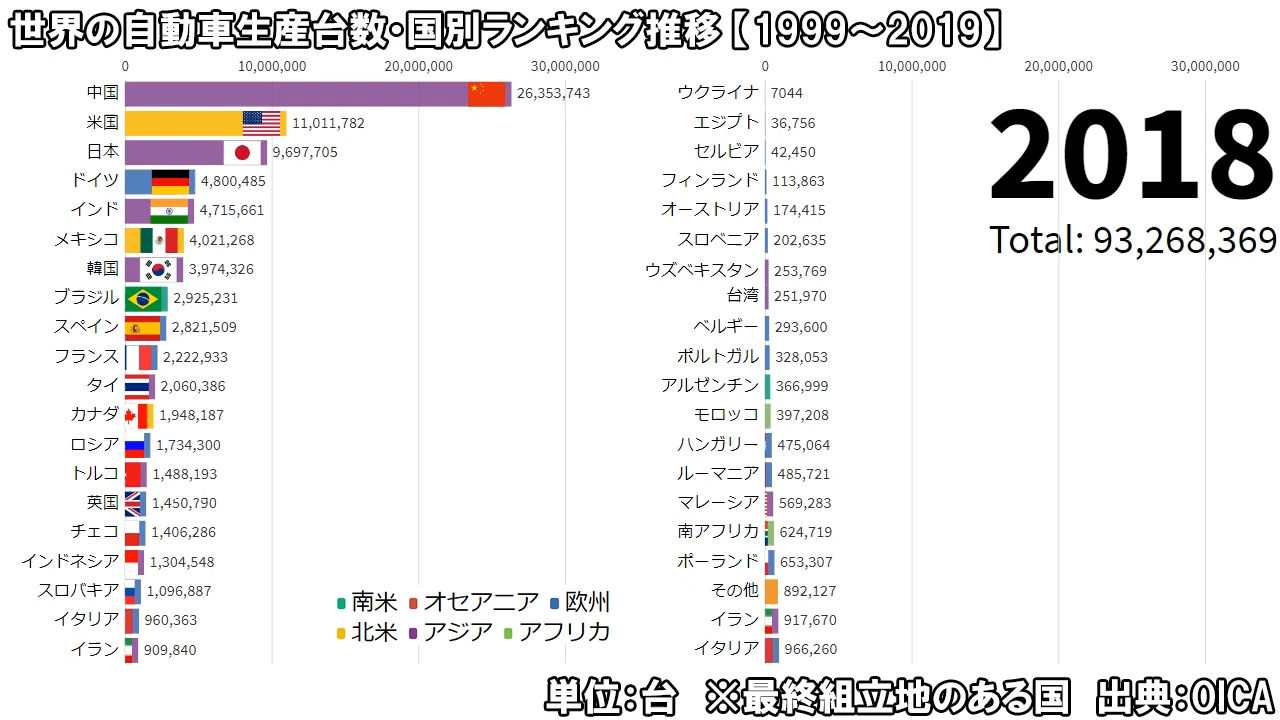 世界の自動車生産台数・国別ランキング推移【1999～2019】
0 10,000,000 20,000,000 30,000,000
中国 26,353,743
米国 11,011,782
日本 9,697,705
ドイツ 4,800,485
インド 4,715,661
メキシコ 4,021,268
韓国 3,974,326
ブラジル 2,925,231
スペイン 2,821,509
フランス 2,222,933
タイ 2,060,386
カナダ 1,948,187
ロシア 1,734,300
トルコ 1,488,193
英国 1,450,790
チェコ 1,406,286
インドネシア 1,304,548
スロバキア 1,096,887
イタリア 960,363
イラン 909,840
南米 オセアニア 欧州
北米 アジア アフリカ
0 10,000,000 20,000,000 30,000,000
ウクライナ 7044
エジプト 36,756
セルビア 42,450
フィンランド 113,863
オーストリア 174,415
スロベニア 202,635
ウズベキスタン 253,769
台湾 251,970
ベルギー 293,600
ポルトガル 328,053
アルゼンチン 366,999
モロッコ 397,208
ハンガリー 475,064
ルーマニア 485,721
マレーシア 569,283
南アフリカ 624,719
ポーランド 653,307
その他 892,127
イラン 917,670
イタリア 966,260
2018
Total: 93,268,369
単位：台 ※最終組立地のある国 出典：OICA